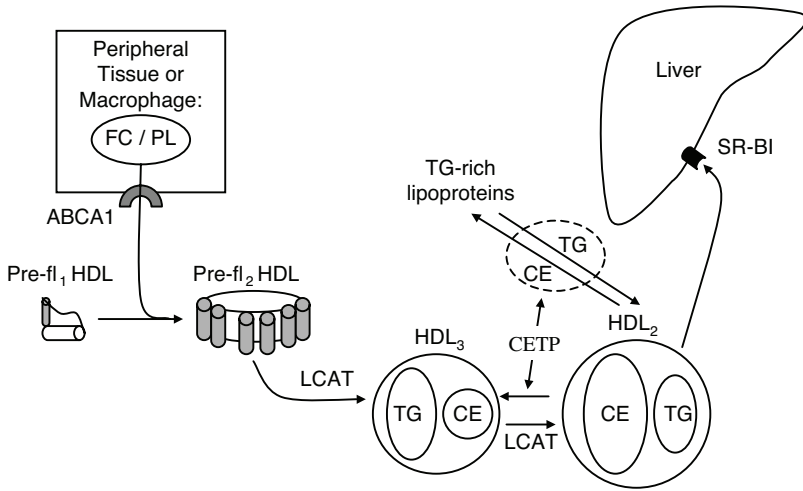 Peripheral
Tissue or
Macrophage:
FC / PL
ABCA1
Liver
SR-BI
TG-rich
lipoproteins
TG
CE
Pre-fl1 HDL
Pre-fl2 HDL
HDL3
CETP
HDL2
LCAT
TG
CE
LCAT
CE
TG